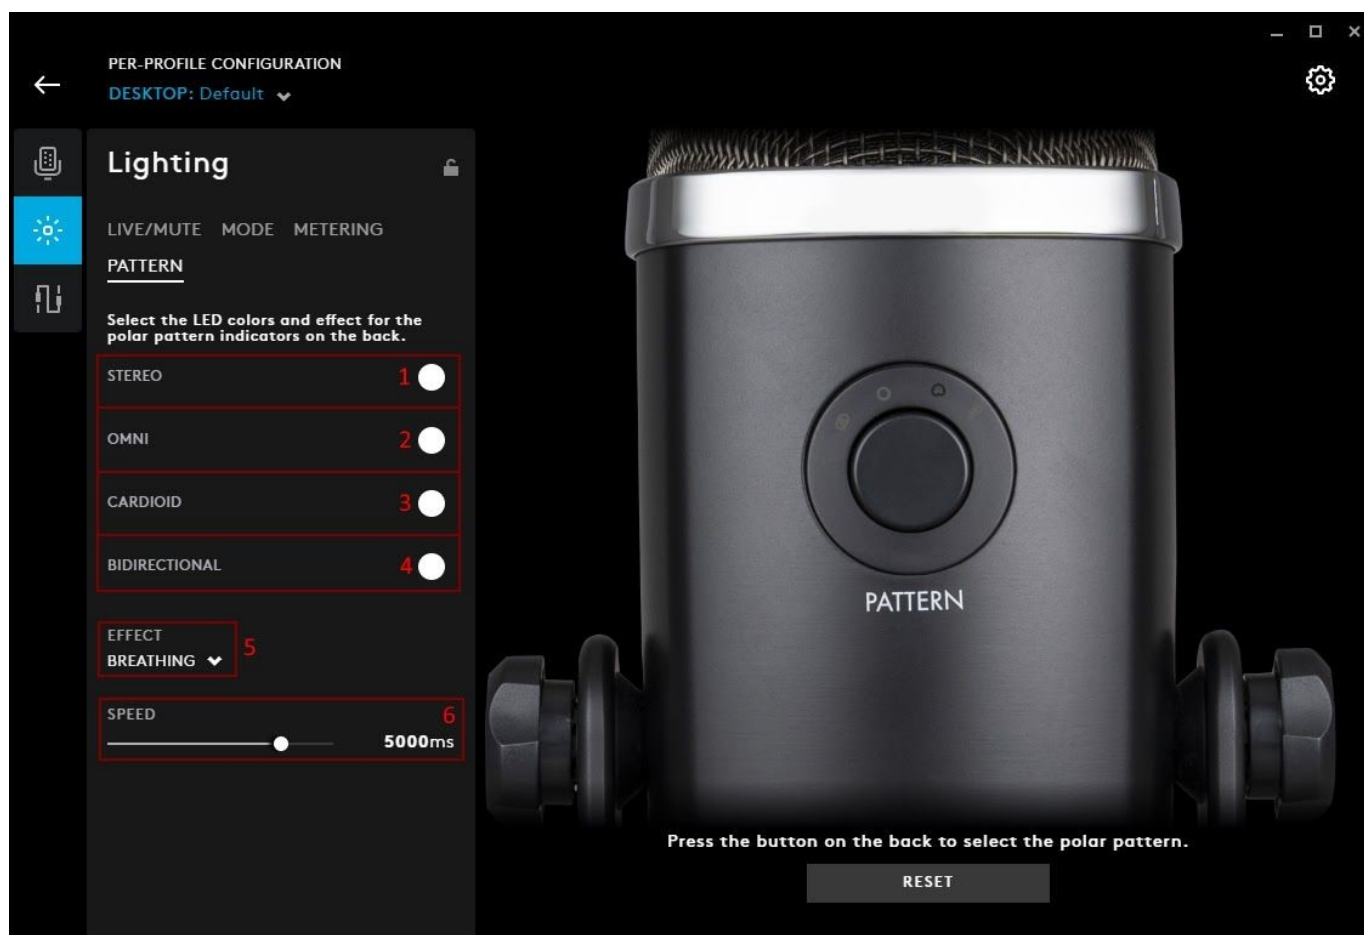 PER-PROFILE CONFIGURATION
DESKTOP: Default
Lighting
LIVE/MUTE MODE METERING
PATTERN
Select the LED colors and effect for the
polar pattern indicators on the back.
STEREO 1
OMNI 2
CARDIOID 3
BIDIRECTIONAL 4
EFFECT
BREATHING 5
SPEED 6
5000ms
PATTERN
Press the button on the back to select the polar pattern.
RESET